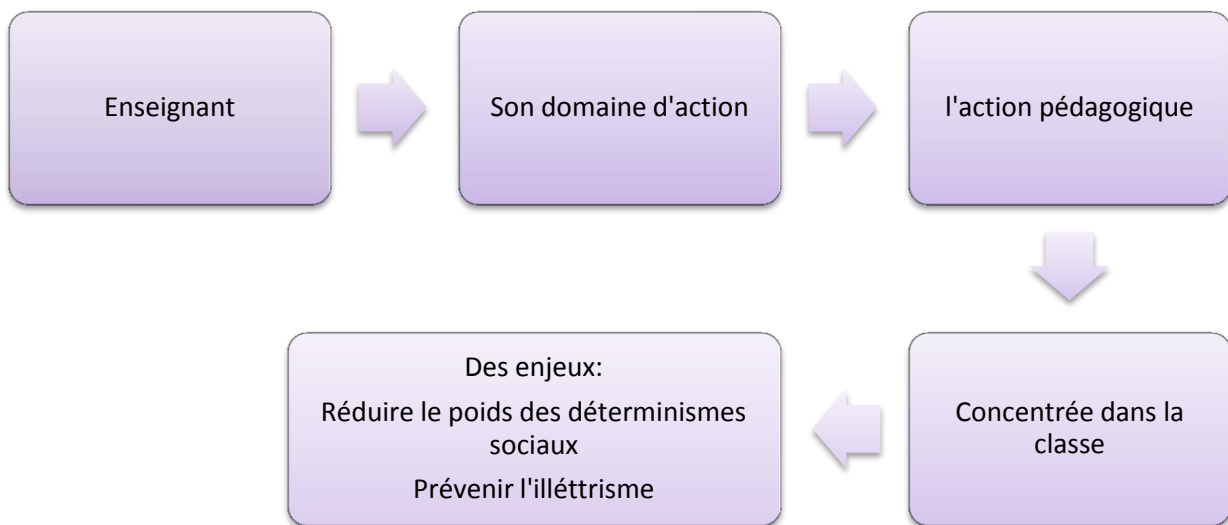 Enseignant
Son domaine d'action
l'action pédagogique
Concentrée dans la
classe
Des enjeux:
Réduire le poids des déterminismes
sociaux
Prévenir l'illéttrisme